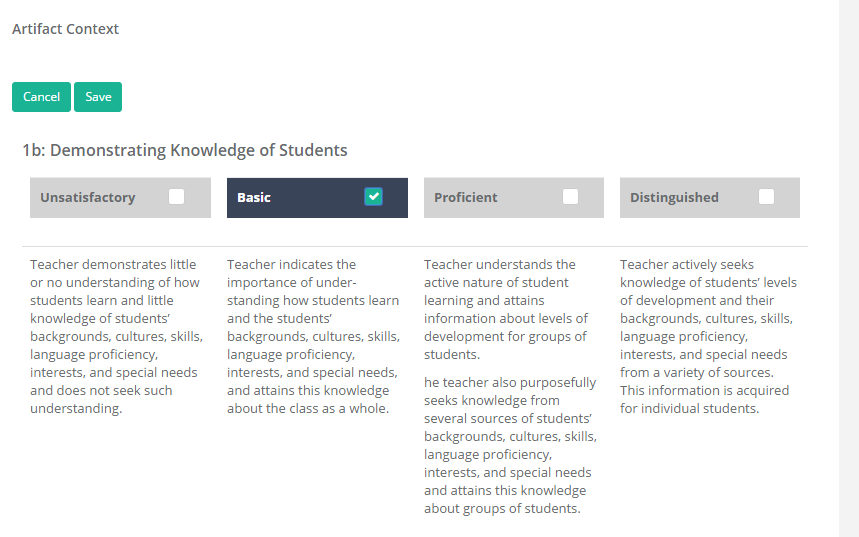 Artifact Context
Cancel Save
1b: Demonstrating Knowledge of Students
Unsatisfactory
Basic
Proficient
Distinguished
Teacher demonstrates little
or no understanding of how
students learn and little
knowledge of students'
backgrounds, cultures, skills,
language proficiency,
interests, and special needs
and does not seek such
understanding.
Teacher indicates the
importance of under-
standing how students learn
and the students'
backgrounds, cultures, skills,
language proficiency,
interests, and special needs,
and attains this knowledge
about the class as a whole.
Teacher understands the
active nature of student
learning and attains
information about levels of
development for groups of
students.
he teacher also purposefully
seeks knowledge from
several sources of students'
backgrounds, cultures, skills,
language proficiency,
interests, and special needs
and attains this knowledge
about groups of students.
Teacher actively seeks
knowledge of students' levels
of development and their
backgrounds, cultures, skills,
language proficiency,
interests, and special needs
from a variety of sources.
This information is acquired
for individual students.